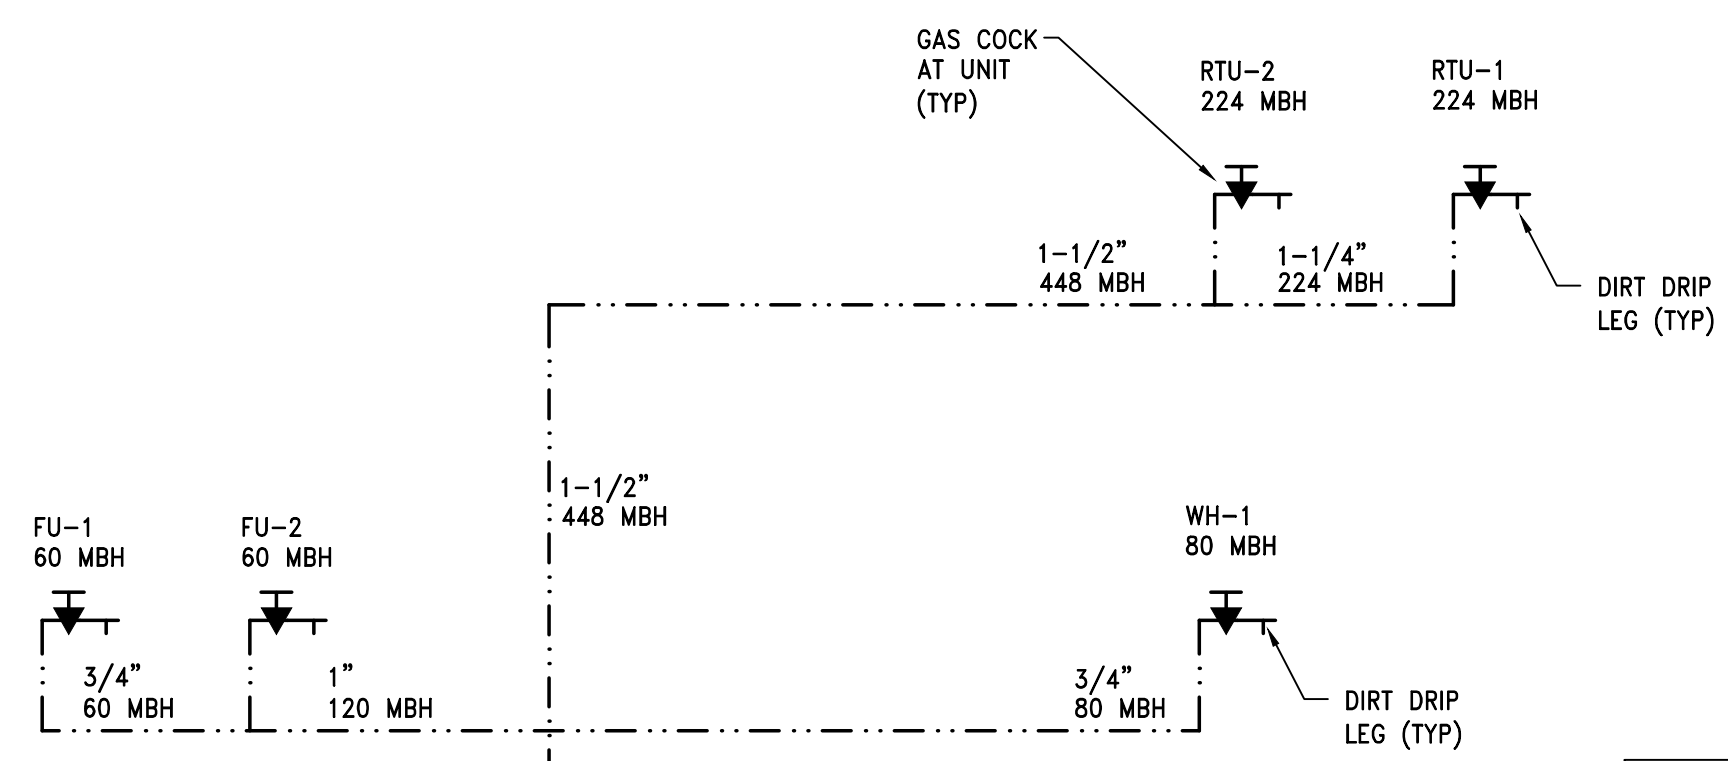 GAS COCK
AT UNIT
(TYP)
RTU-2
224 MBH
RTU-1
224 MBH
1-1/2"
448 MBH
1-1/4"
224 MBH
DIRT DRIP
LEG (TYP)
1-1/2"
448 MBH
FU-1
60 MBH
FU-2
60 MBH
WH-1
80 MBH
3/4"
60 MBH
1"
120 MBH
3/4"
80 MBH
DIRT DRIP
LEG (TYP)